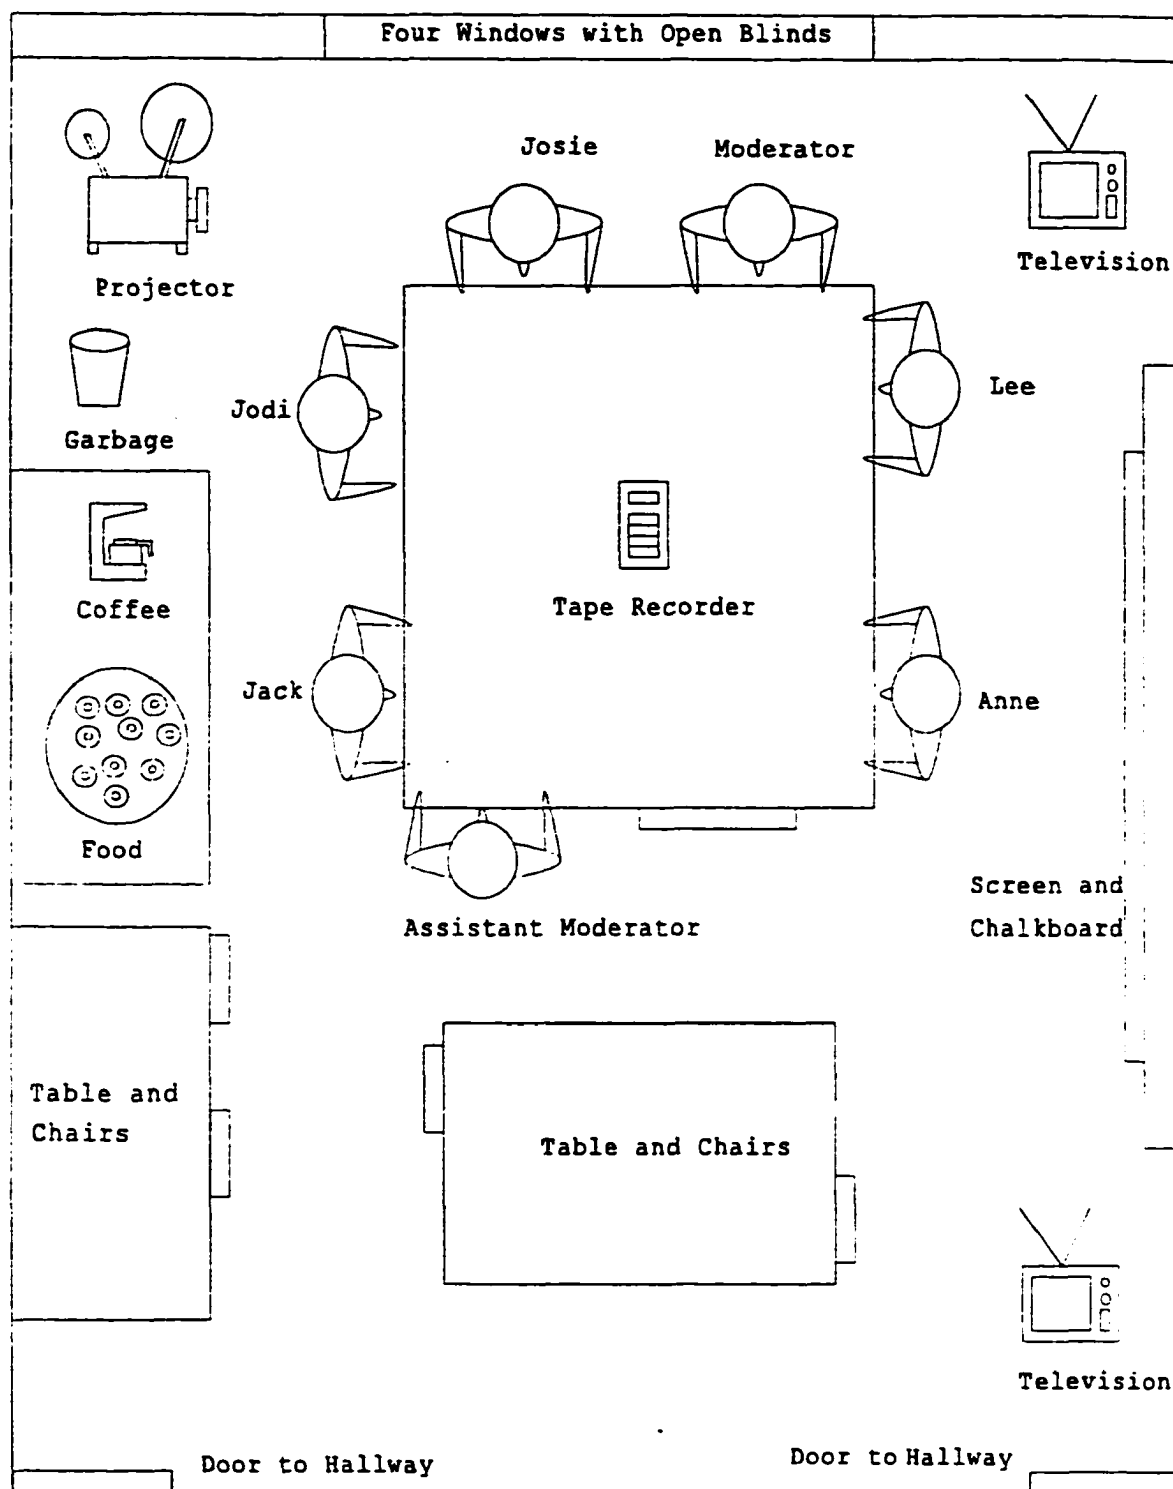 Four Windows with Open Blinds
Josie
Moderator
Television
Projector
Lee
Jodi
Garbage
Coffee
Tape Recorder
Jack
Anne
Food
Screen and
Chalkboard
Assistant Moderator
Table and
Chairs
Table and Chairs
Television
Door to Hallway
Door to Hallway